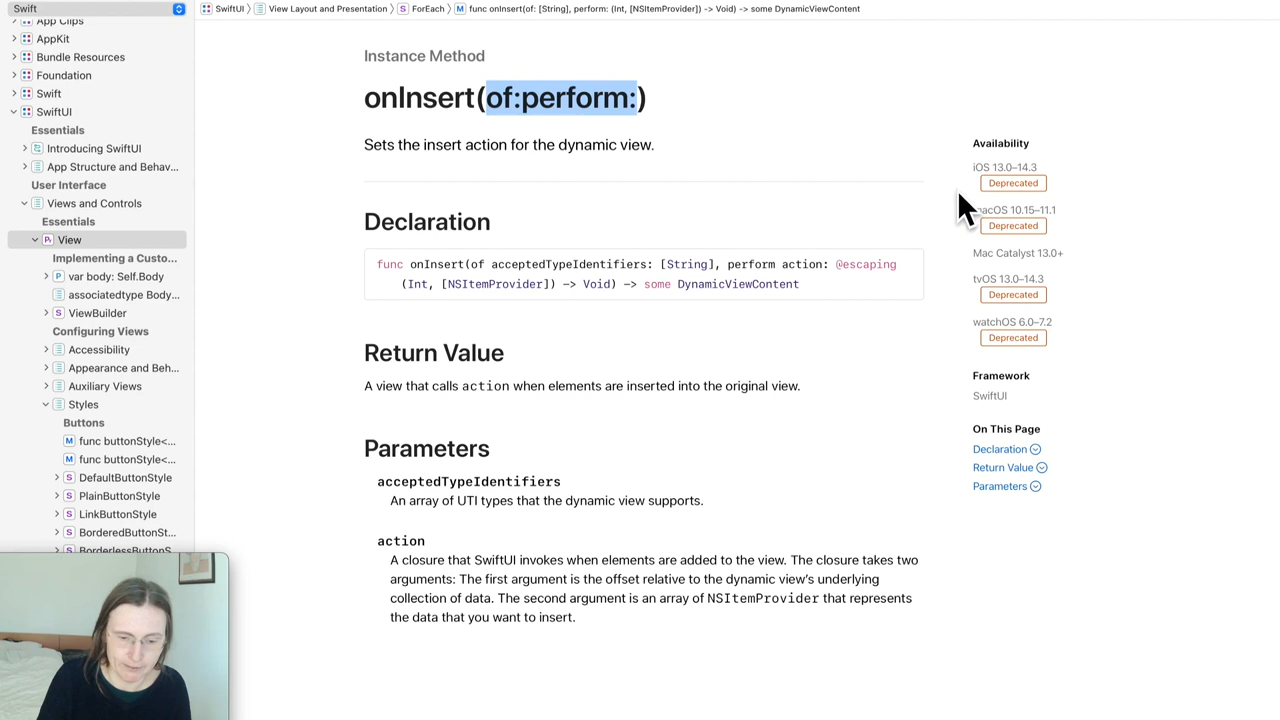 Swift
SwiftUI
View Layout and Presentation
ForEach
func onInsert(of: [String], perform: (Int, [NSItemProvider]) -> Void) -> some DynamicViewContent
App Clips
AppKit
Bundle Resources
Foundation
Swift
SwiftUI
Essentials
Introducing SwiftUI
App Structure and Behav...
User Interface
Views and Controls
Essentials
View
Implementing a Custo...
var body: Self.Body
associatedtype Body...
ViewBuilder
Configuring Views
Accessibility
Appearance and Beh...
Auxiliary Views
Styles
Buttons
func buttonStyle<...
func buttonStyle<...
DefaultButtonStyle
PlainButtonStyle
LinkButtonStyle
BorderedButtonSt...
BorderlessButtonS
Instance Method
onInsert(of:perform:)
Sets the insert action for the dynamic view.
Declaration
func onInsert(of acceptedTypeIdentifiers: [String], perform action: @escaping
(Int, [NSItemProvider]) -> Void) -> some DynamicViewContent
Return Value
A view that calls action when elements are inserted into the original view.
Parameters
acceptedTypeIdentifiers
An array of UTI types that the dynamic view supports.
action
A closure that SwiftUI invokes when elements are added to the view. The closure takes two
arguments: The first argument is the offset relative to the dynamic view's underlying
collection of data. The second argument is an array of NSItemProvider that represents
the data that you want to insert.
Availability
iOS 13.0–14.3
Deprecated
macOS 10.15–11.1
Deprecated
Mac Catalyst 13.0+
tvOS 13.0–14.3
Deprecated
watchOS 6.0–7.2
Deprecated
Framework
SwiftUI
On This Page
Declaration
Return Value
Parameters